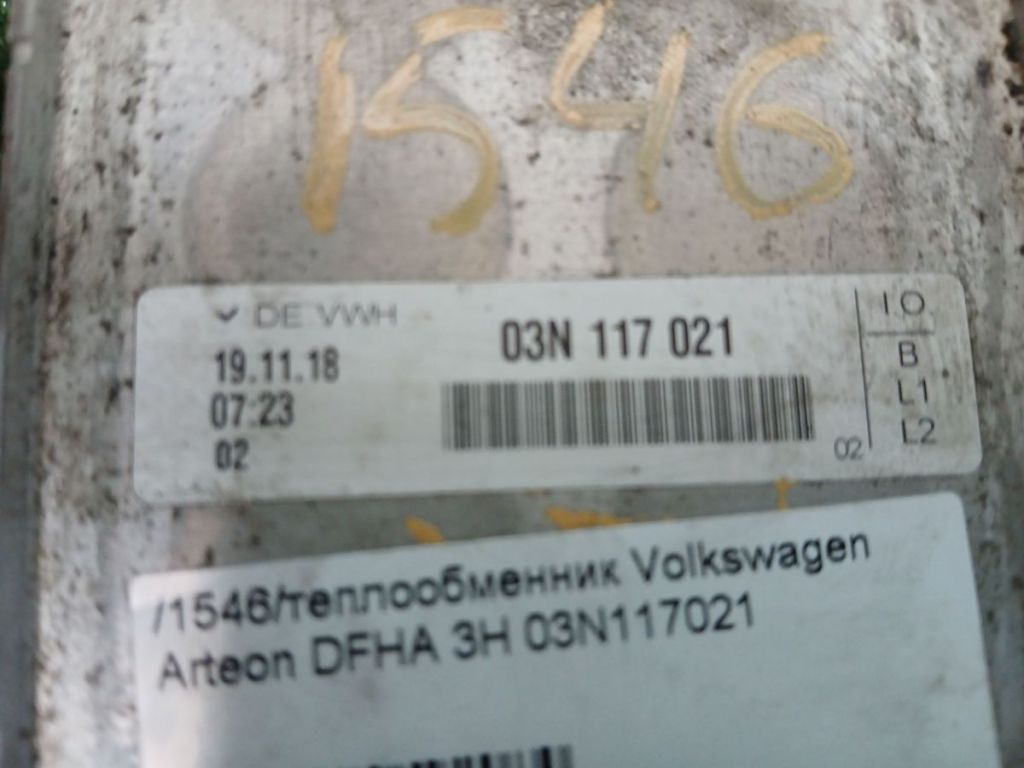 1546
DE VWH
19.11.18
07:23
02
03N 117 021
02
I O
B
L1
L2
/1546/теплообменник Volkswagen
Arteon DFHA 3H 03N117021